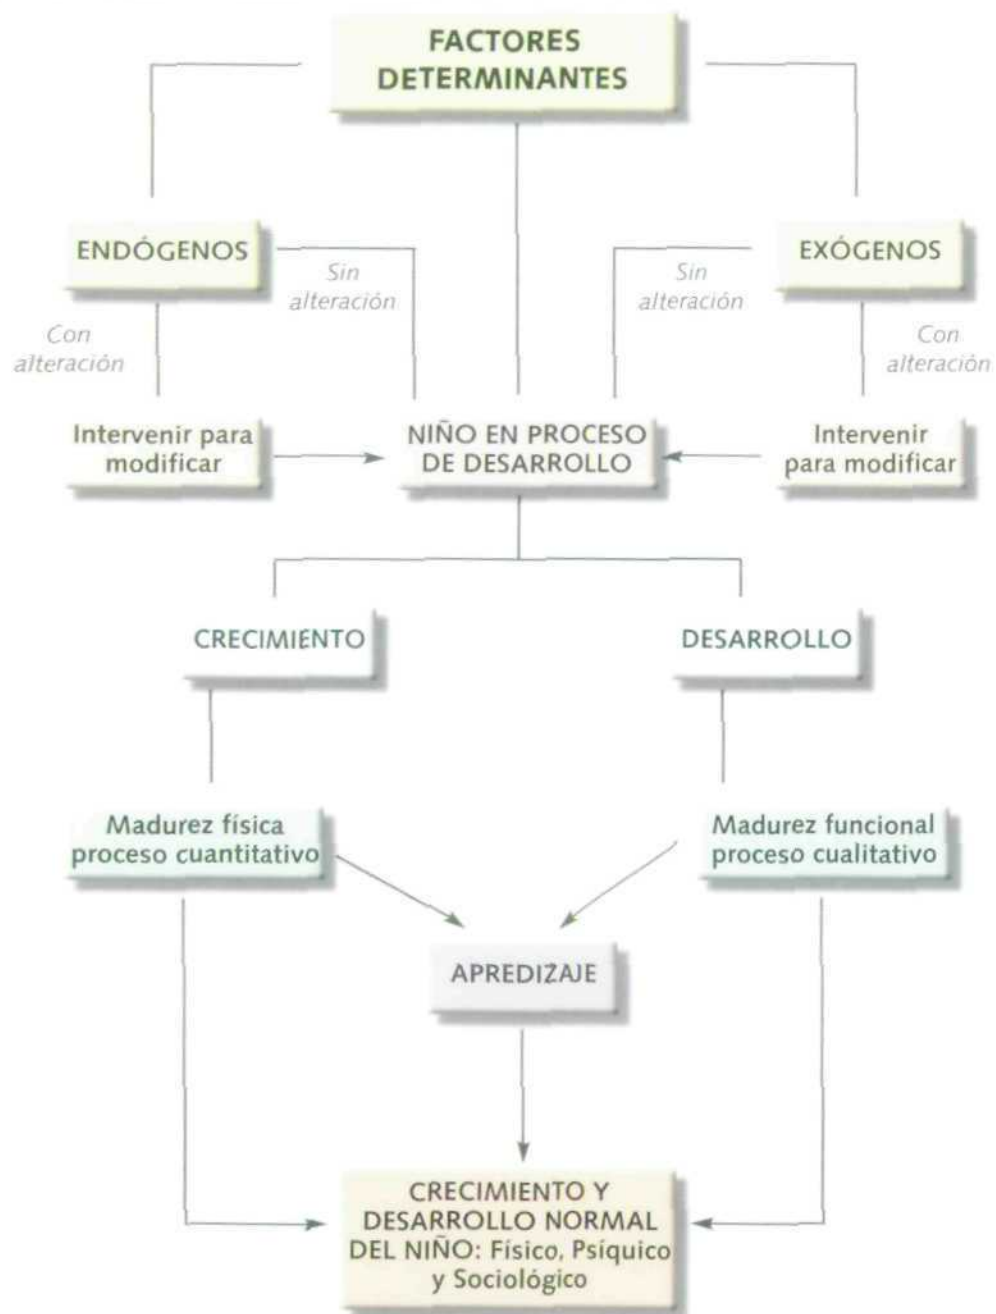 FACTORES
DETERMINANTES
ENDÓGENOS
EXÓGENOS
Sin
alteración
Sin
alteración
Con
alteración
Con
alteración
Intervenir para
modificar
NIÑO EN PROCESO
DE DESARROLLO
Intervenir
para modificar
CRECIMIENTO
DESARROLLO
Madurez física
proceso cuantitativo
Madurez funcional
proceso cualitativo
APREDIZAJE
CRECIMIENTO Y
DESARROLLO NORMAL
DEL NIÑO: Físico, Psíquico
y Sociológico